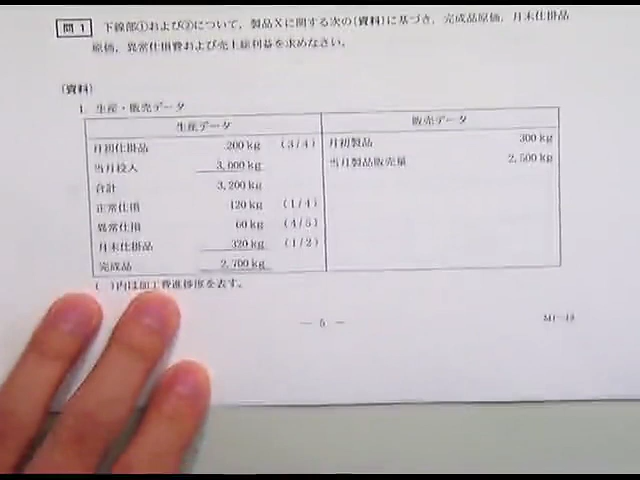 問1 下線部①および②について，製品Xに関する次の(資料)に基づき，完成品原価，月末仕掛品
原価，異常仕損費および売上総利益を求めなさい。
(資料)
1. 生産・販売データ
生産データ 販売データ
月初仕掛品 200 kg (3/4) 月初製品 300 kg
当月投入 3,000 kg 当月製品販売量 2,500 kg
合計 3,200 kg
正常仕損 120 kg (1/4)
異常仕損 60 kg (4/5)
月末仕掛品 320 kg (1/2)
完成品 2,700 kg
( )内は加工費進捗度を表す。
— 5 —